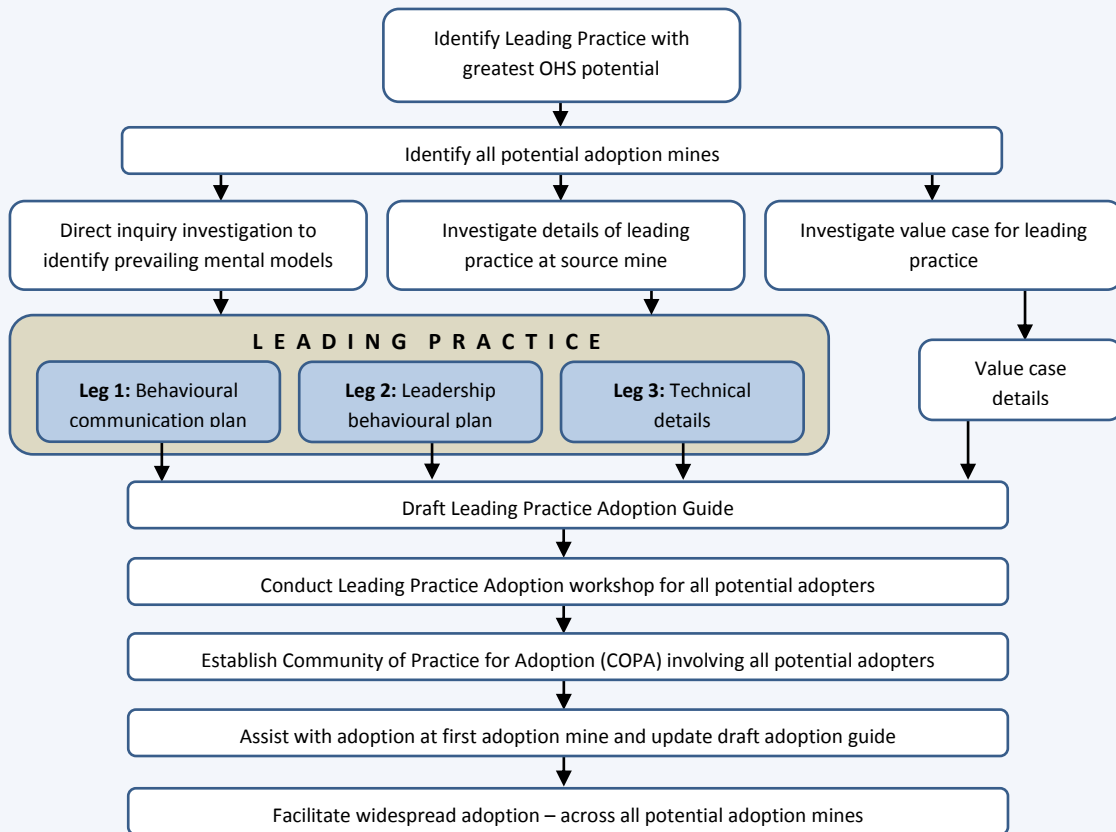 Identify Leading Practice with
greatest OHS potential
Identify all potential adoption mines
Direct inquiry investigation to
identify prevailing mental models
Investigate details of leading
practice at source mine
Investigate value case for leading
practice
LEADING PRACTICE
Leg 1: Behavioural
communication plan
Leg 2: Leadership
behavioural plan
Leg 3: Technical
details
Value case
details
Draft Leading Practice Adoption Guide
Conduct Leading Practice Adoption workshop for all potential adopters
Establish Community of Practice for Adoption (COPA) involving all potential adopters
Assist with adoption at first adoption mine and update draft adoption guide
Facilitate widespread adoption – across all potential adoption mines